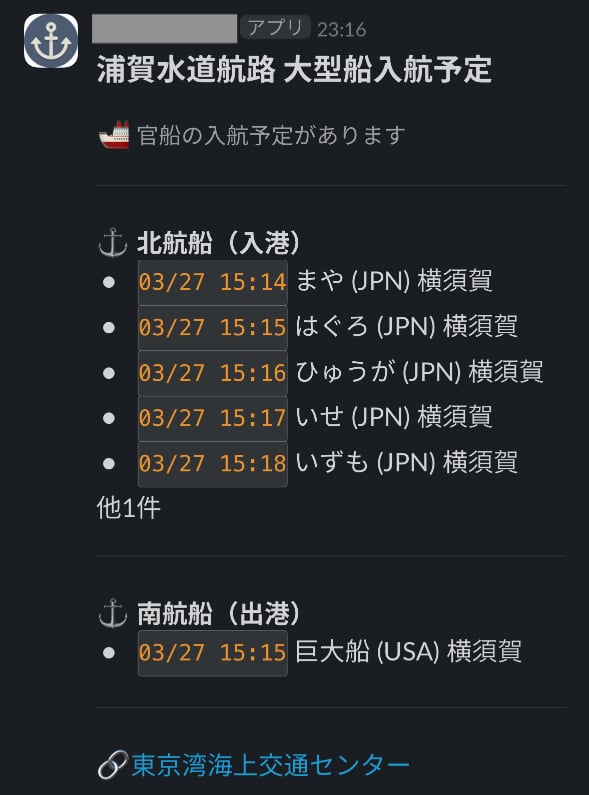 アプリ 23:16
浦賀水道航路 大型船入航予定
官船の入航予定があります
北航船（入港）
03/27 15:14 まや (JPN) 横須賀
03/27 15:15 はぐろ (JPN) 横須賀
03/27 15:16 ひゅうが (JPN) 横須賀
03/27 15:17 いせ (JPN) 横須賀
03/27 15:18 いずも (JPN) 横須賀
他1件
南航船（出港）
03/27 15:15 巨大船 (USA) 横須賀
東京湾海上交通センター